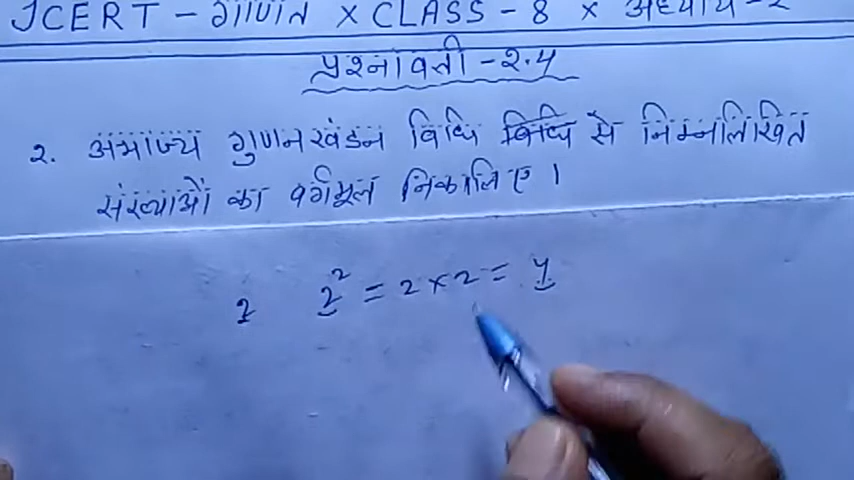 JCERT - गणित × CLASS - 8 × अध्याय - 2
प्रश्नावली - 2.4
2. अभाज्य गुणनखंडन विधि विधि से निम्नलिखित
संख्याओं का वर्गमूल निकालिए ।
2 2² = 2 × 2 = 4